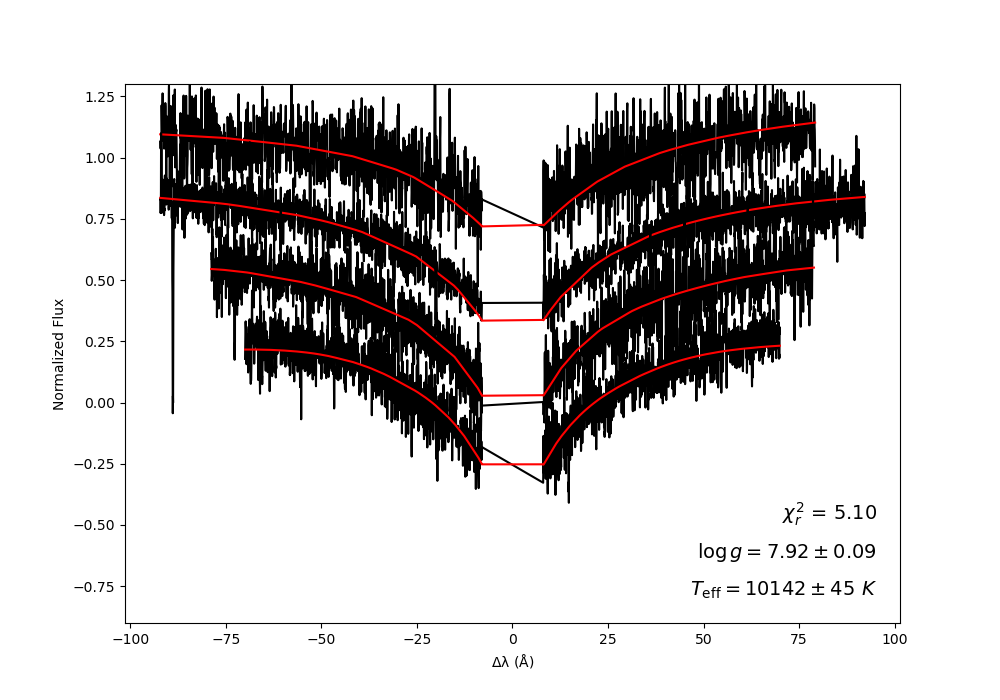 1.25
1.00
0.75
0.50
0.25
0.00
−0.25
−0.50
−0.75
Normalized Flux
χ²ᵣ = 5.10
log g = 7.92 ± 0.09
T_eff = 10142 ± 45 K
−100 −75 −50 −25 0 25 50 75 100
Δλ (Å)